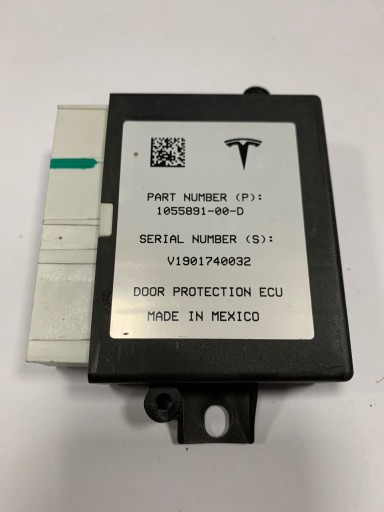 PART NUMBER (P):
1055891-00-D
SERIAL NUMBER (S):
V1901740032
DOOR PROTECTION ECU
MADE IN MEXICO